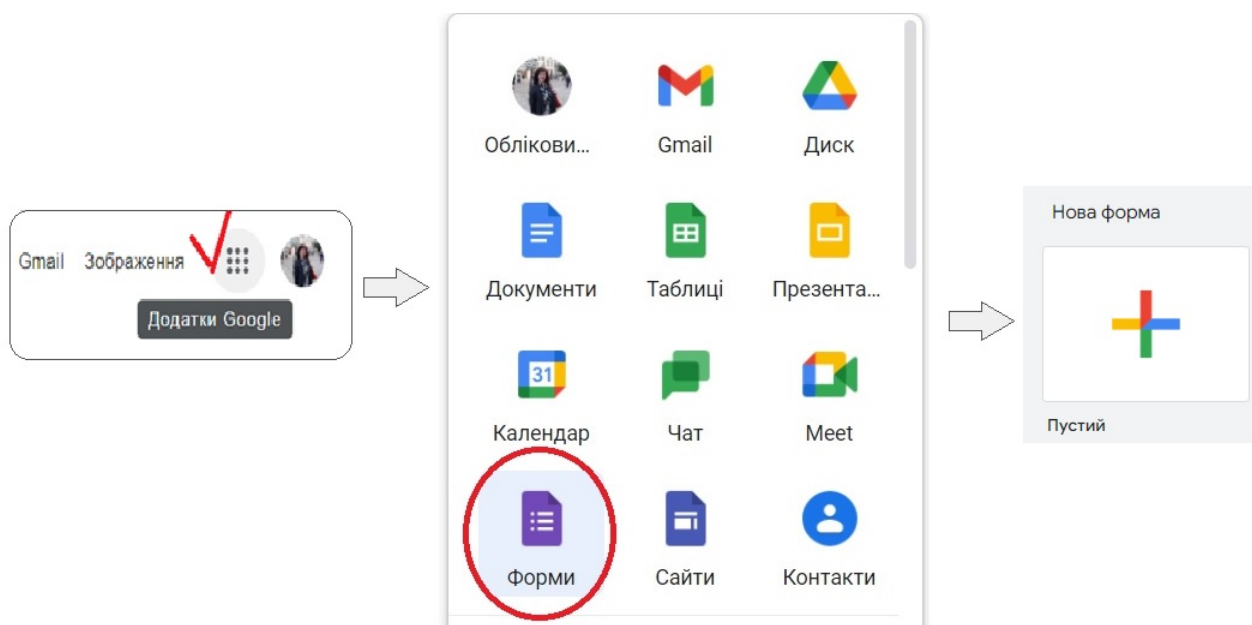 Gmail Зображення
Додатки Google
Облікови... Gmail Диск
Документи Таблиці Презента...
31
Календар Чат Meet
Форми Сайти Контакти
Нова форма
Пустий